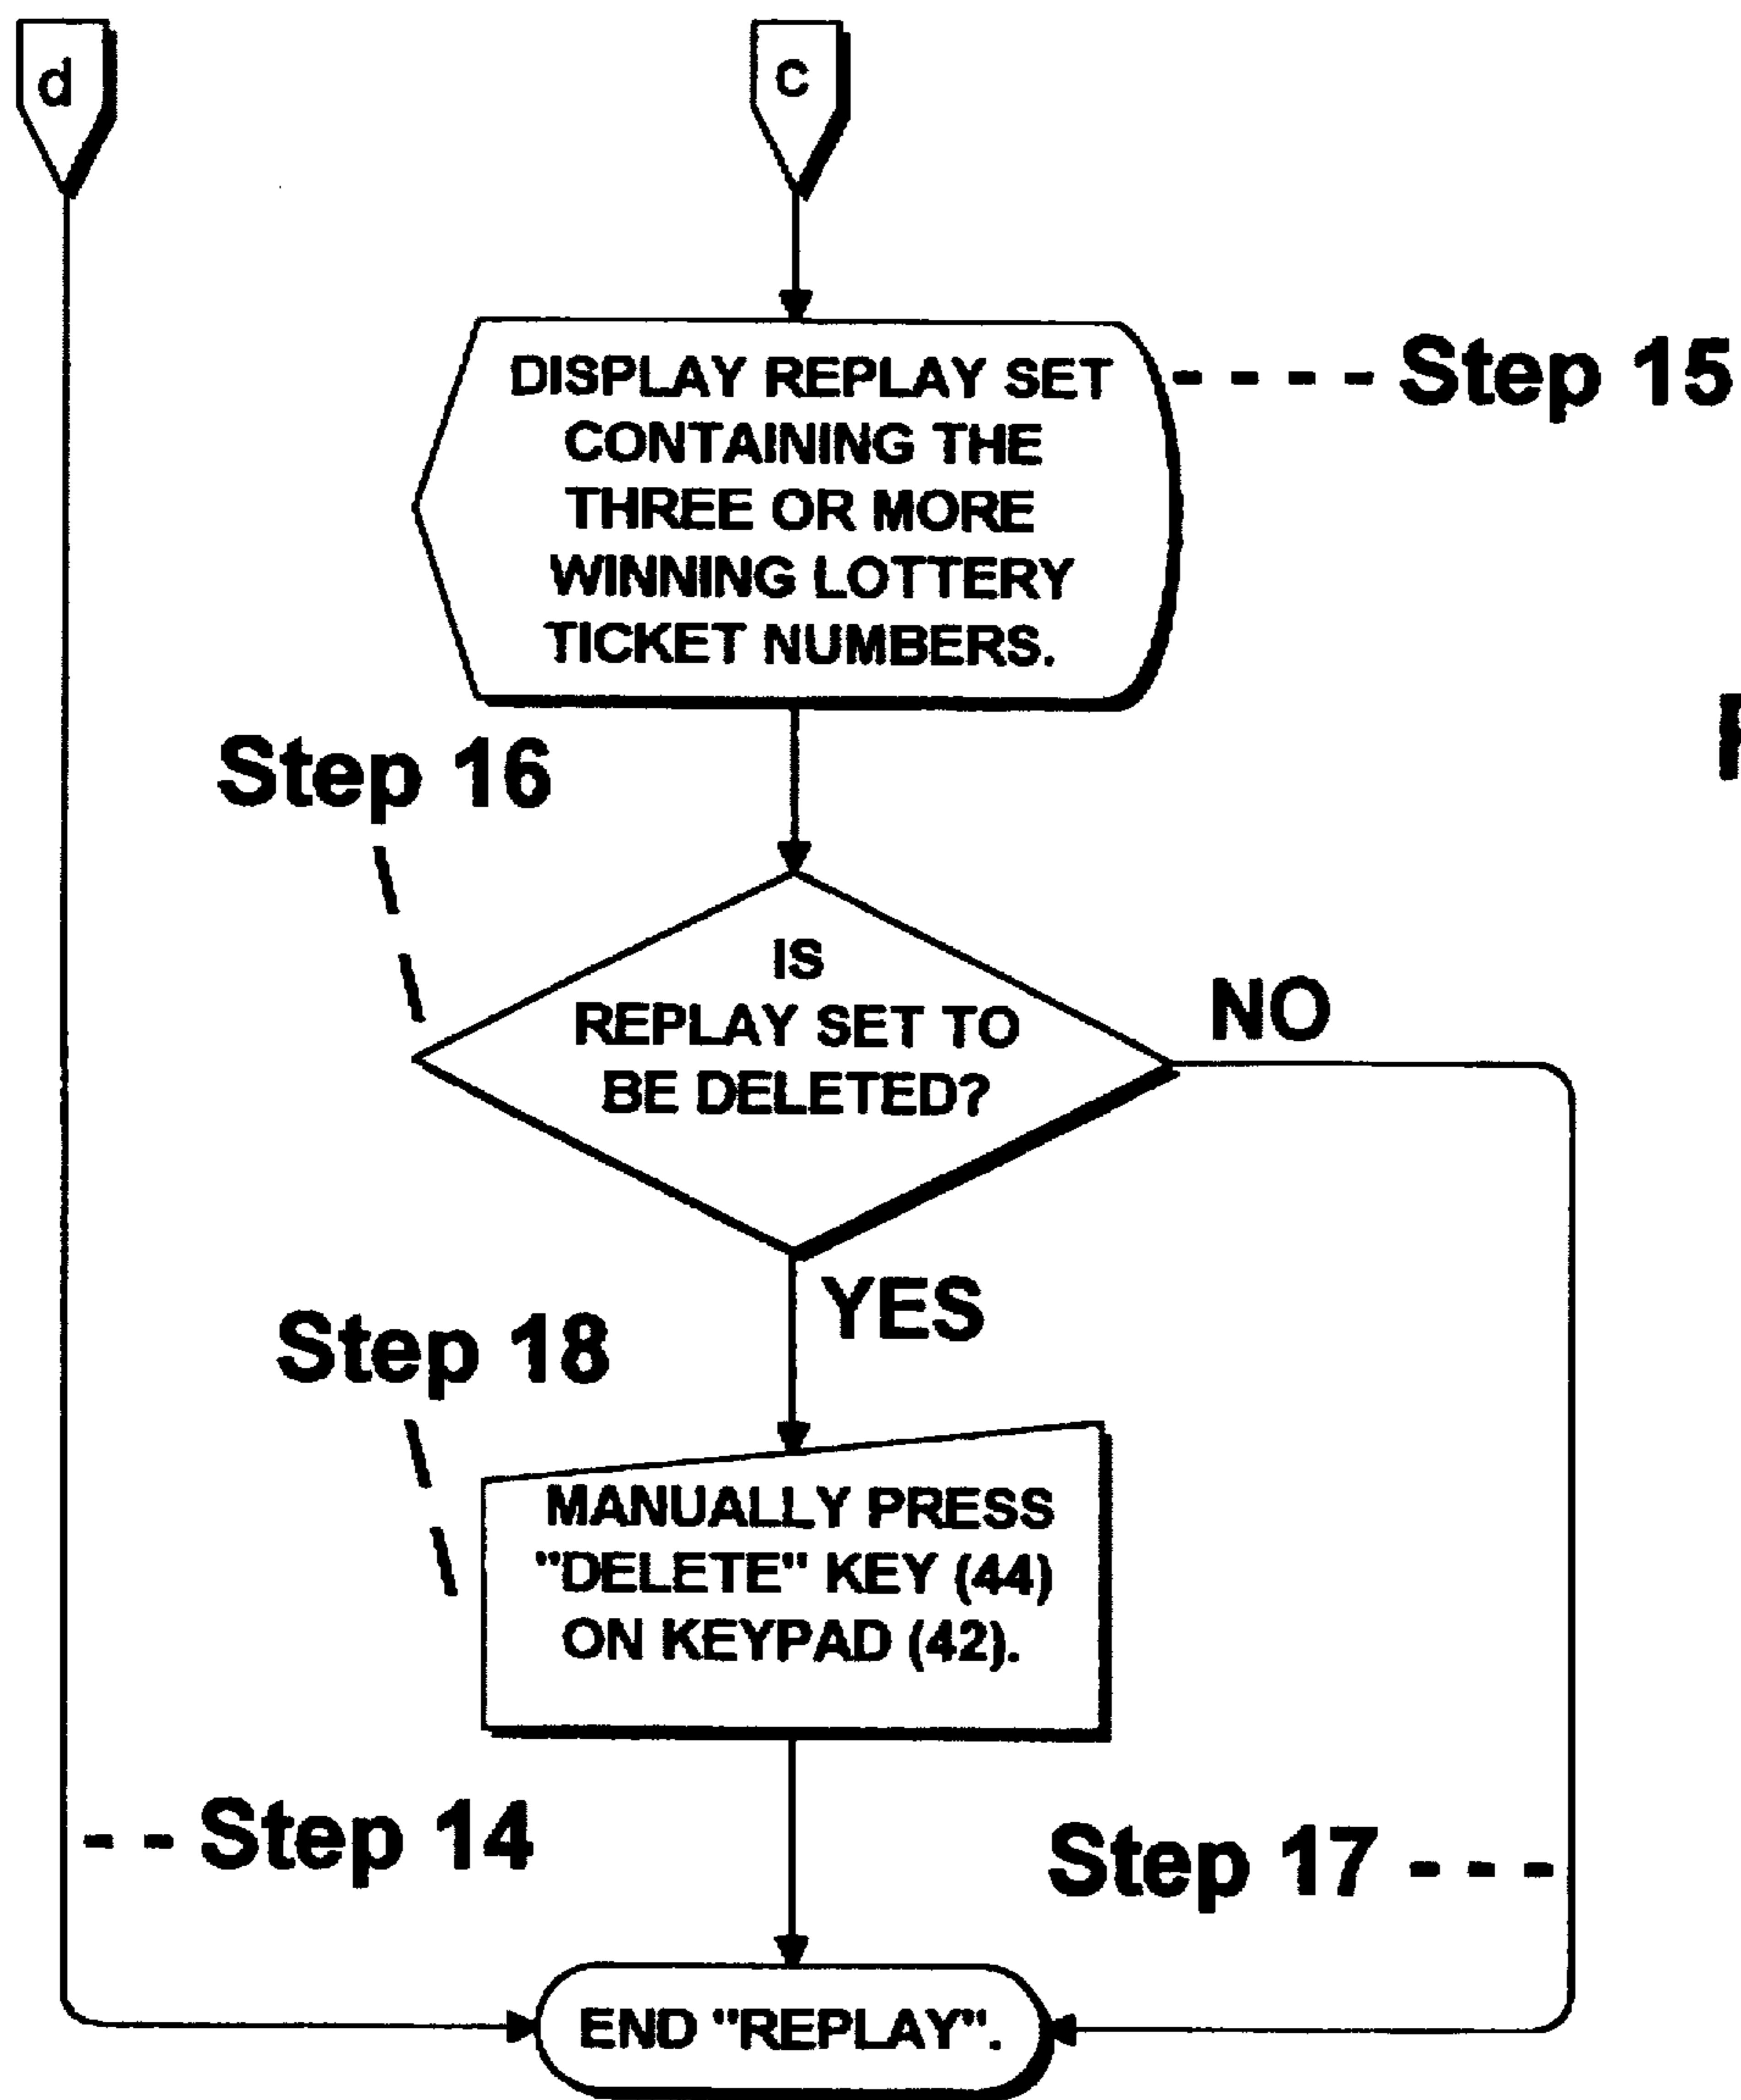 d
c
DISPLAY REPLAY SET
CONTAINING THE
THREE OR MORE
WINNING LOTTERY
TICKET NUMBERS.
Step 15
Step 16
IS
REPLAY SET TO
BE DELETED?
NO
YES
Step 18
MANUALLY PRESS
"DELETE" KEY (44)
ON KEYPAD (42).
Step 14
Step 17
END "REPLAY".